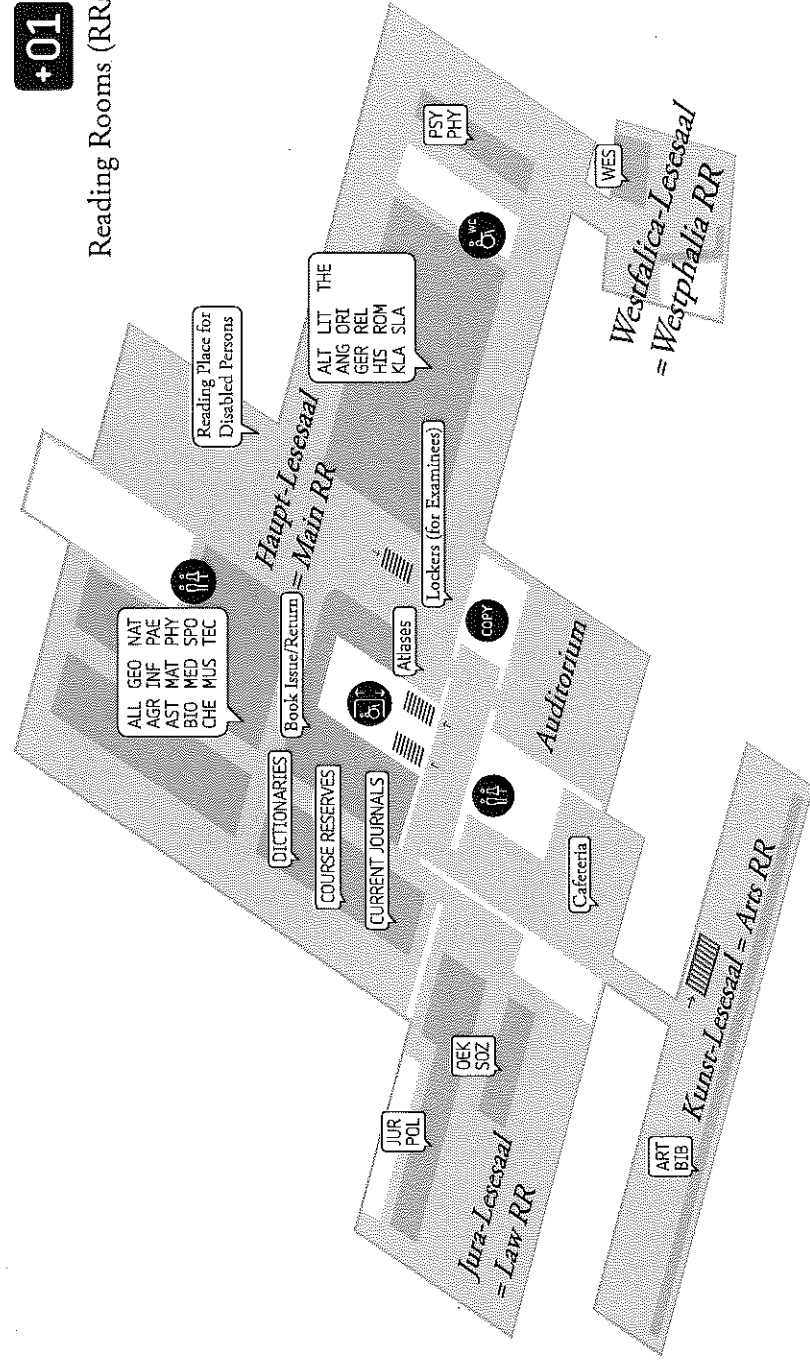 +01
Reading Rooms (RR
ALL GEO NAT
AGR INF PAE
AST MAT PHY
BIO MED SPO
CHE MUS TEC
Reading Place for
Disabled Persons
DICTIONARIES
Book Issue/Return
COURSE RESERVES
CURRENT JOURNALS
Haupt-Lesesaal
= Main RR
ALT LIT THE
ANG ORI
GER REL
HIS ROM
KLA SLA
PSY
PHY
WC
Atlases
Lockers (for Examinees)
JUR
POL
OEK
SOZ
Jura-Lesesaal
= Law RR
COPY
Cafeteria
Auditorium
WES
Westfalica-Lesesaal
= Westphalia RR
ART
BIB
Kunst-Lesesaal = Arts RR